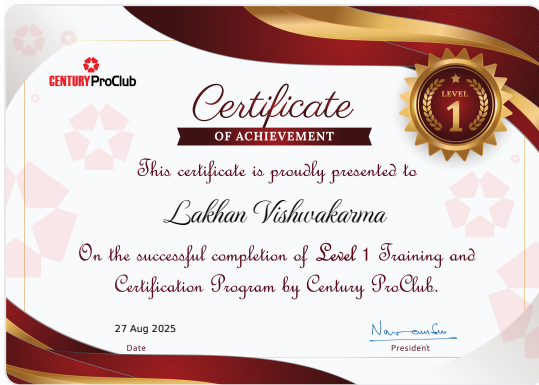 CENTURY ProClub
Certificate
OF ACHIEVEMENT
LEVEL
1
This certificate is proudly presented to
Lakhan Vishwakarma
On the successful completion of Level 1 Training and
Certification Program by Century ProClub.
27 Aug 2025
Date
President